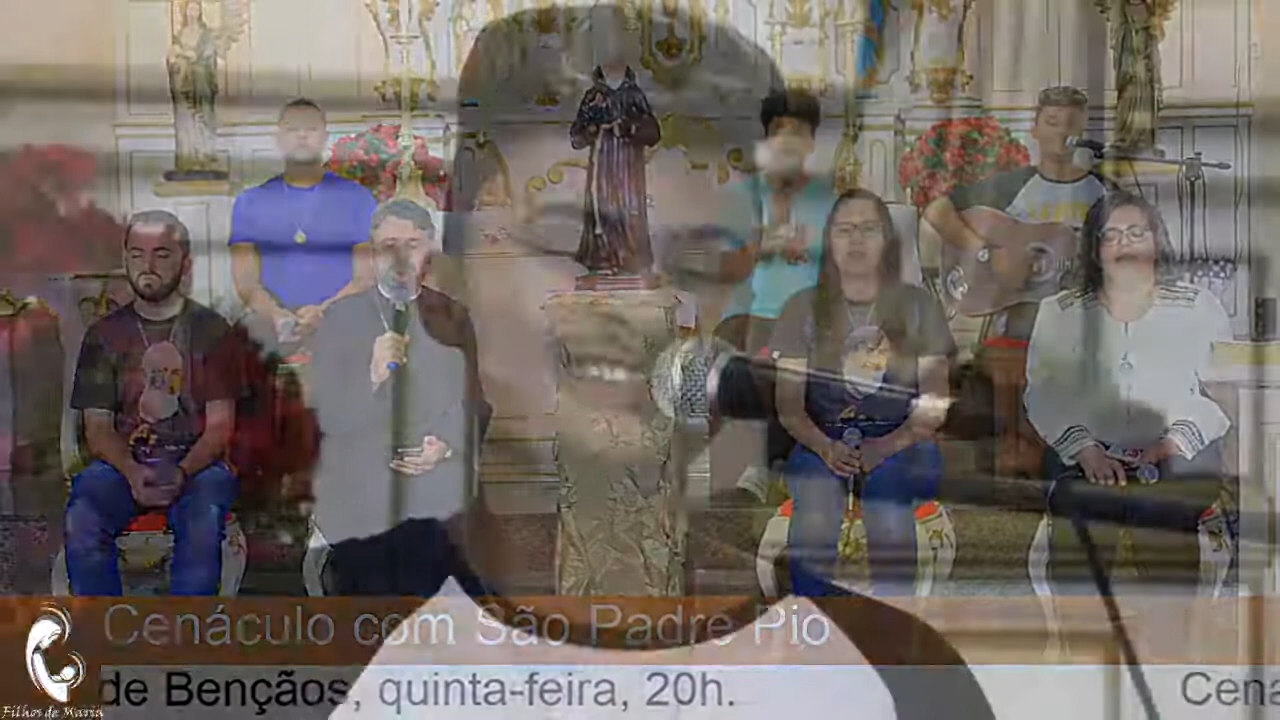 Cenáculo com São Padre Pio
de Bençãos, quinta-feira, 20h.
Cena
Filhos de Maria